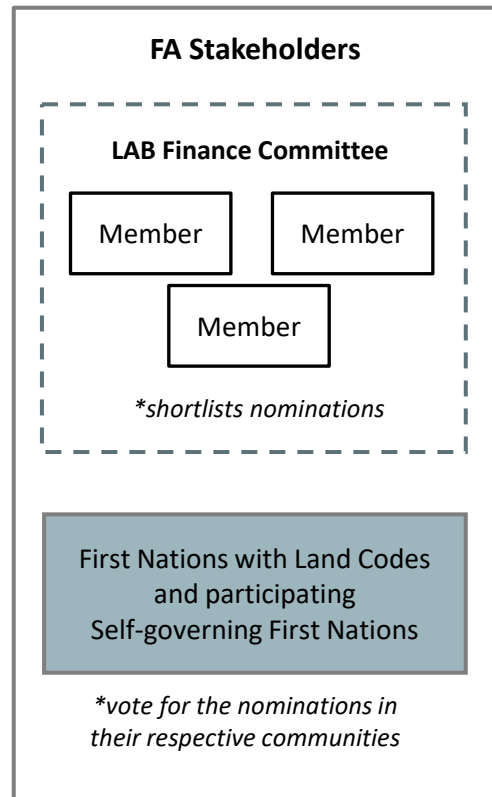 FA Stakeholders
LAB Finance Committee
Member
Member
Member
*shortlists nominations
First Nations with Land Codes
and participating
Self-governing First Nations
*vote for the nominations in
their respective communities